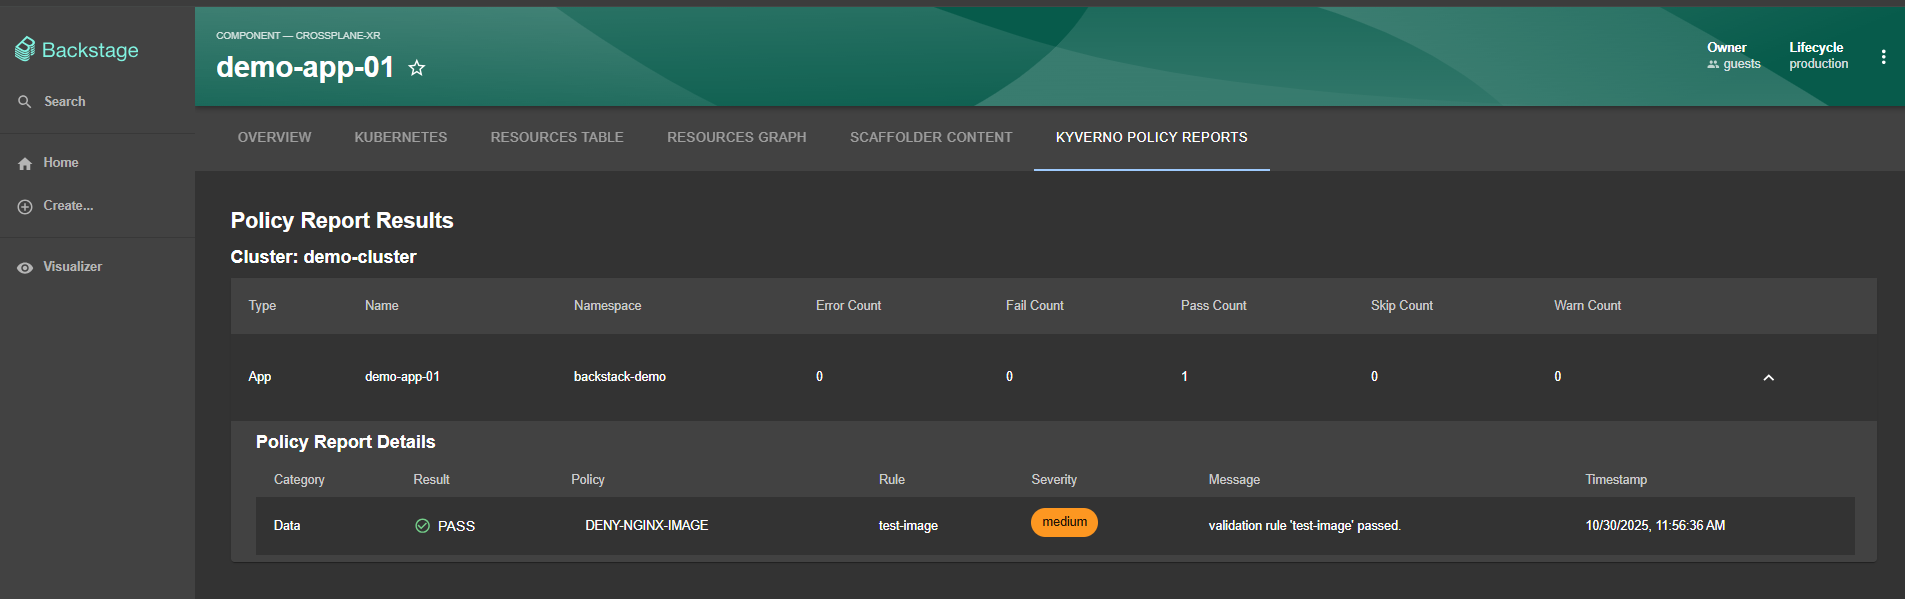 Backstage
Search
Home
Create...
Visualizer
COMPONENT — CROSSPLANE-XR
demo-app-01
Owner
guests
Lifecycle
production
OVERVIEW KUBERNETES RESOURCES TABLE RESOURCES GRAPH SCAFFOLDER CONTENT KYVERNO POLICY REPORTS
Policy Report Results
Cluster: demo-cluster
Type Name Namespace Error Count Fail Count Pass Count Skip Count Warn Count
App demo-app-01 backstack-demo 0 0 1 0 0
Policy Report Details
Category Result Policy Rule Severity Message Timestamp
Data PASS DENY-NGINX-IMAGE test-image medium validation rule 'test-image' passed. 10/30/2025, 11:56:36 AM